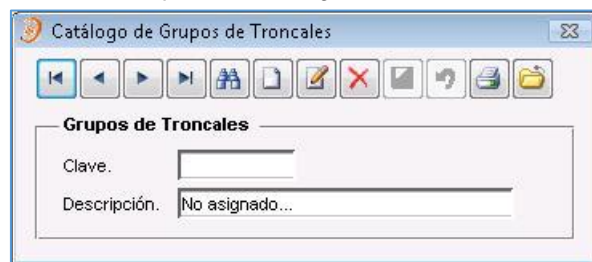 Catálogo de Grupos de Troncales
Grupos de Troncales
Clave.
Descripción. No asignado...